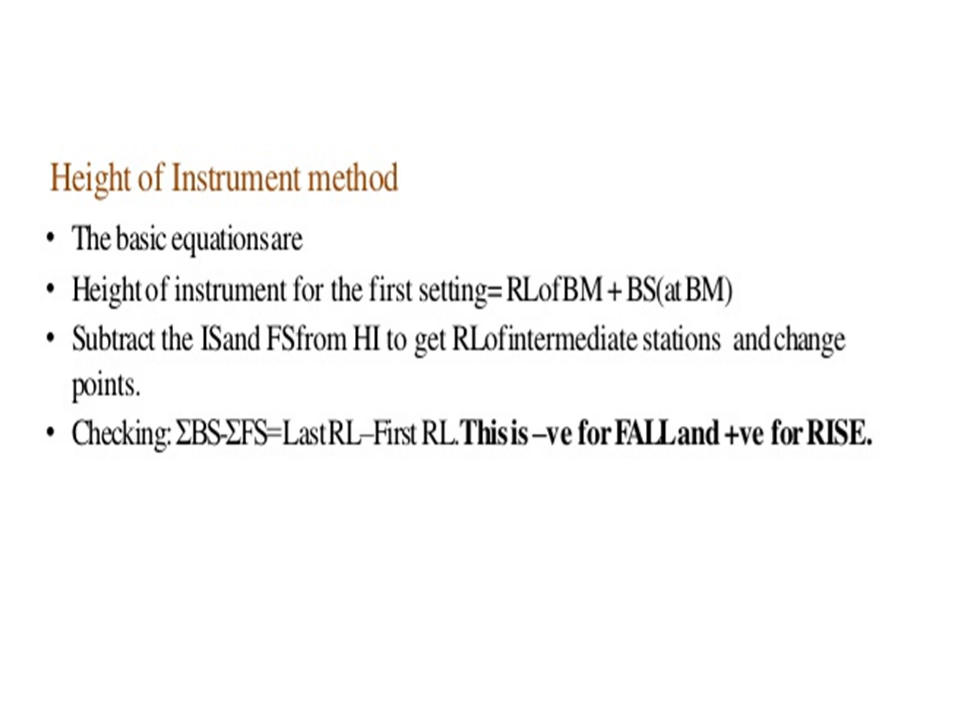 Height of Instrument method
• The basic equations are
• Height of instrument for the first setting= RL of BM + BS(at BM)
• Subtract the IS and FS from HI to get RL of intermediate stations and change
points.
• Checking: ΣBS-ΣFS=Last RL–First RL.This is –ve for FALL and +ve for RISE.